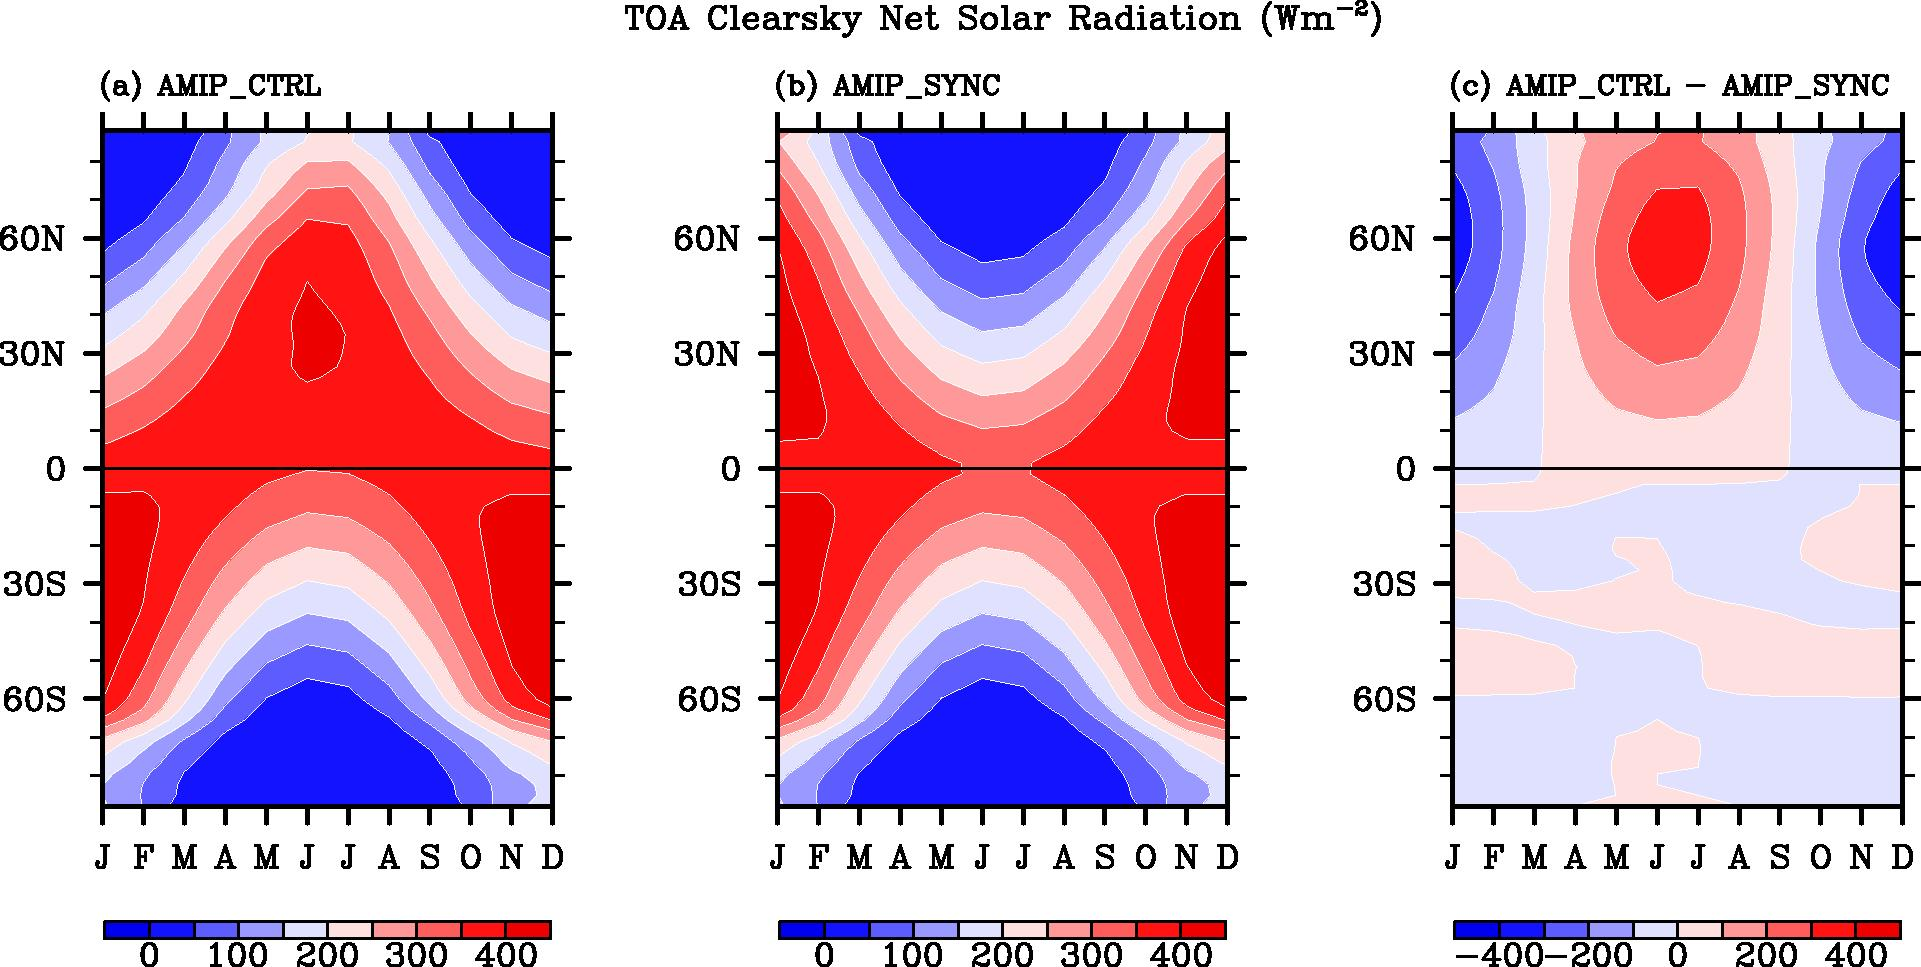 TOA Clearsky Net Solar Radiation (Wm⁻²)
(a) AMIP_CTRL
(b) AMIP_SYNC
(c) AMIP_CTRL − AMIP_SYNC
60N
30N
0
30S
60S
J F M A M J J A S O N D
0 100 200 300 400
60N
30N
0
30S
60S
J F M A M J J A S O N D
0 100 200 300 400
60N
30N
0
30S
60S
J F M A M J J A S O N D
−400 −200 0 200 400